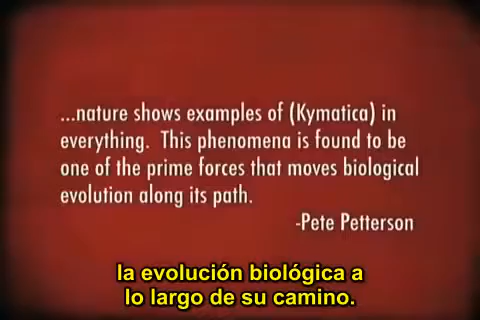 ...nature shows examples of (Kymatica) in
everything. This phenomena is found to be
one of the prime forces that moves biological
evolution along its path.
-Pete Petterson
la evolución biológica a
lo largo de su camino.